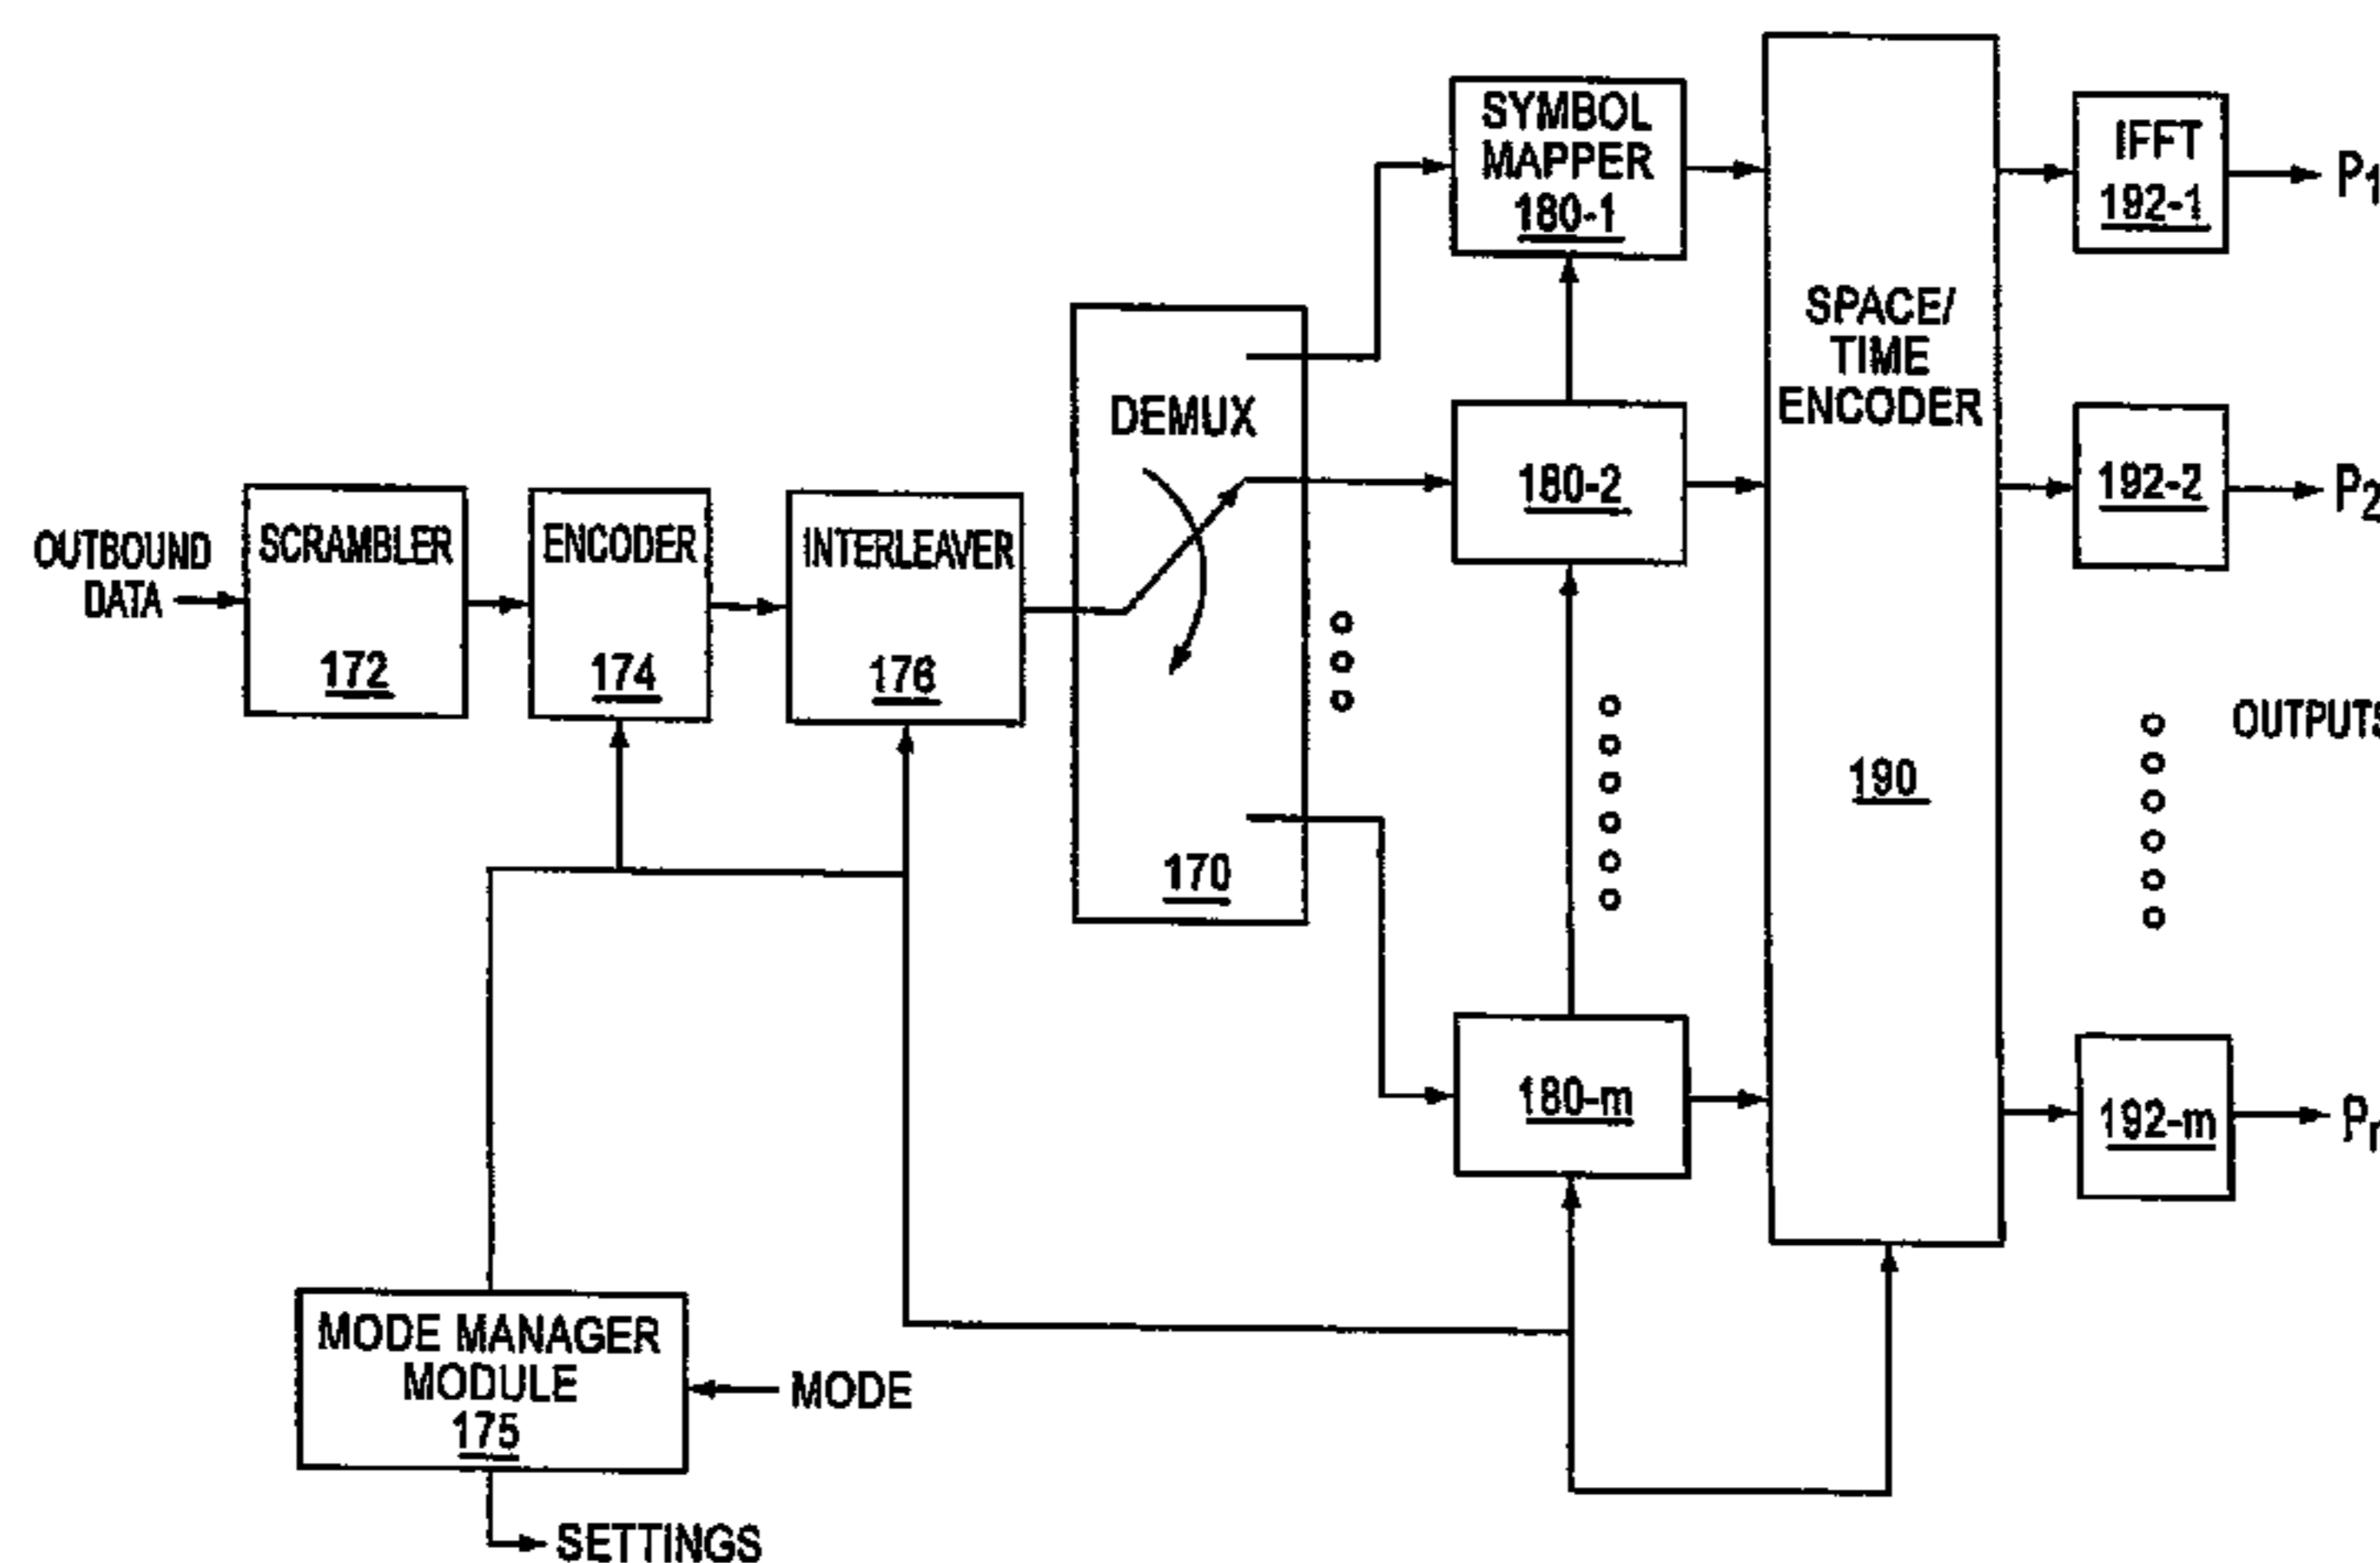 SYMBOL
MAPPER
180-1
IFFT
192-1
P1
SPACE/
TIME
ENCODER
DEMUX
180-2
192-2
P2
OUTBOUND
DATA
SCRAMBLER
172
ENCODER
174
INTERLEAVER
176
OUTPUTS
190
170
180-m
192-m
MODE MANAGER
MODULE
175
MODE
SETTINGS